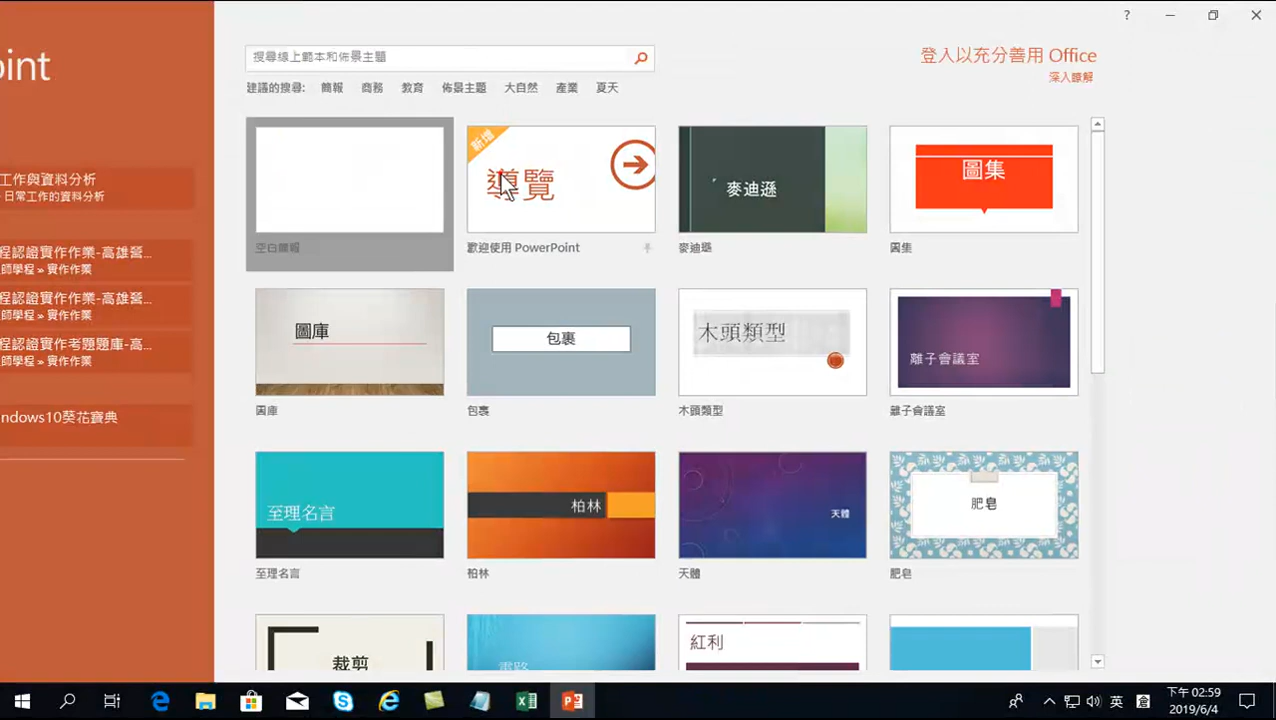 ?
oint
搜尋線上範本和佈景主題
登入以充分善用 Office
深入瞭解
建議的搜尋: 簡報 商務 教育 佈景主題 大自然 產業 夏天
工作與資料分析
» 日常工作的資料分析
程認證實作作業-高雄營...
師學程 » 實作作業
程認證實作作業-高雄營...
師學程 » 實作作業
程認證實作考題題庫-高...
師學程 » 實作作業
ndows10葵花寶典
空白簡報
新增
導覽
歡迎使用 PowerPoint
麥迪遜
麥迪遜
圖集
圖集
圖庫
圖庫
包裹
包裹
木頭類型
木頭類型
離子會議室
離子會議室
至理名言
至理名言
柏林
柏林
天體
天體
肥皂
肥皂
裁剪
電路
紅利
英
下午 02:59
2019/6/4